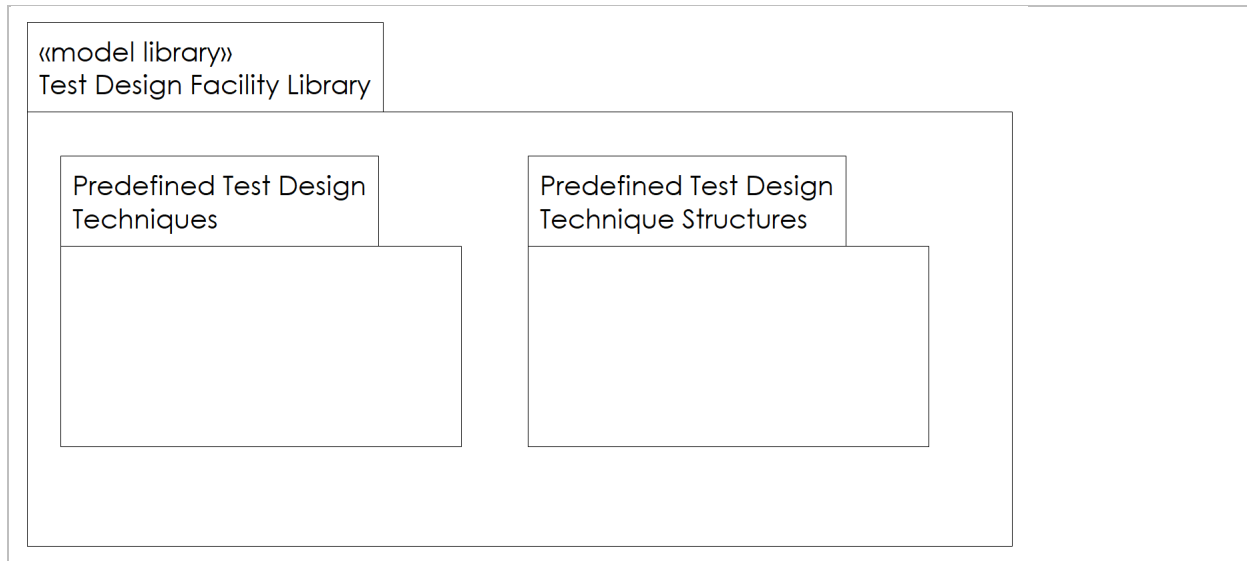 «model library»
Test Design Facility Library
Predefined Test Design
Techniques
Predefined Test Design
Technique Structures